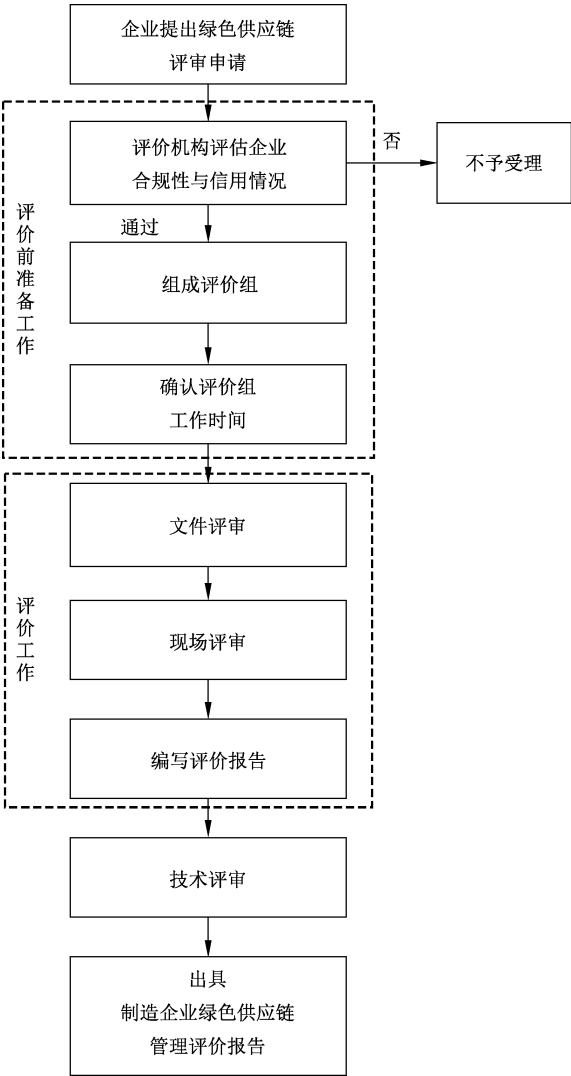 企业提出绿色供应链
评审申请
评价前准备工作
评价机构评估企业
合规性与信用情况
否
不予受理
通过
组成评价组
确认评价组
工作时间
评价工作
文件评审
现场评审
编写评价报告
技术评审
出具
制造企业绿色供应链
管理评价报告